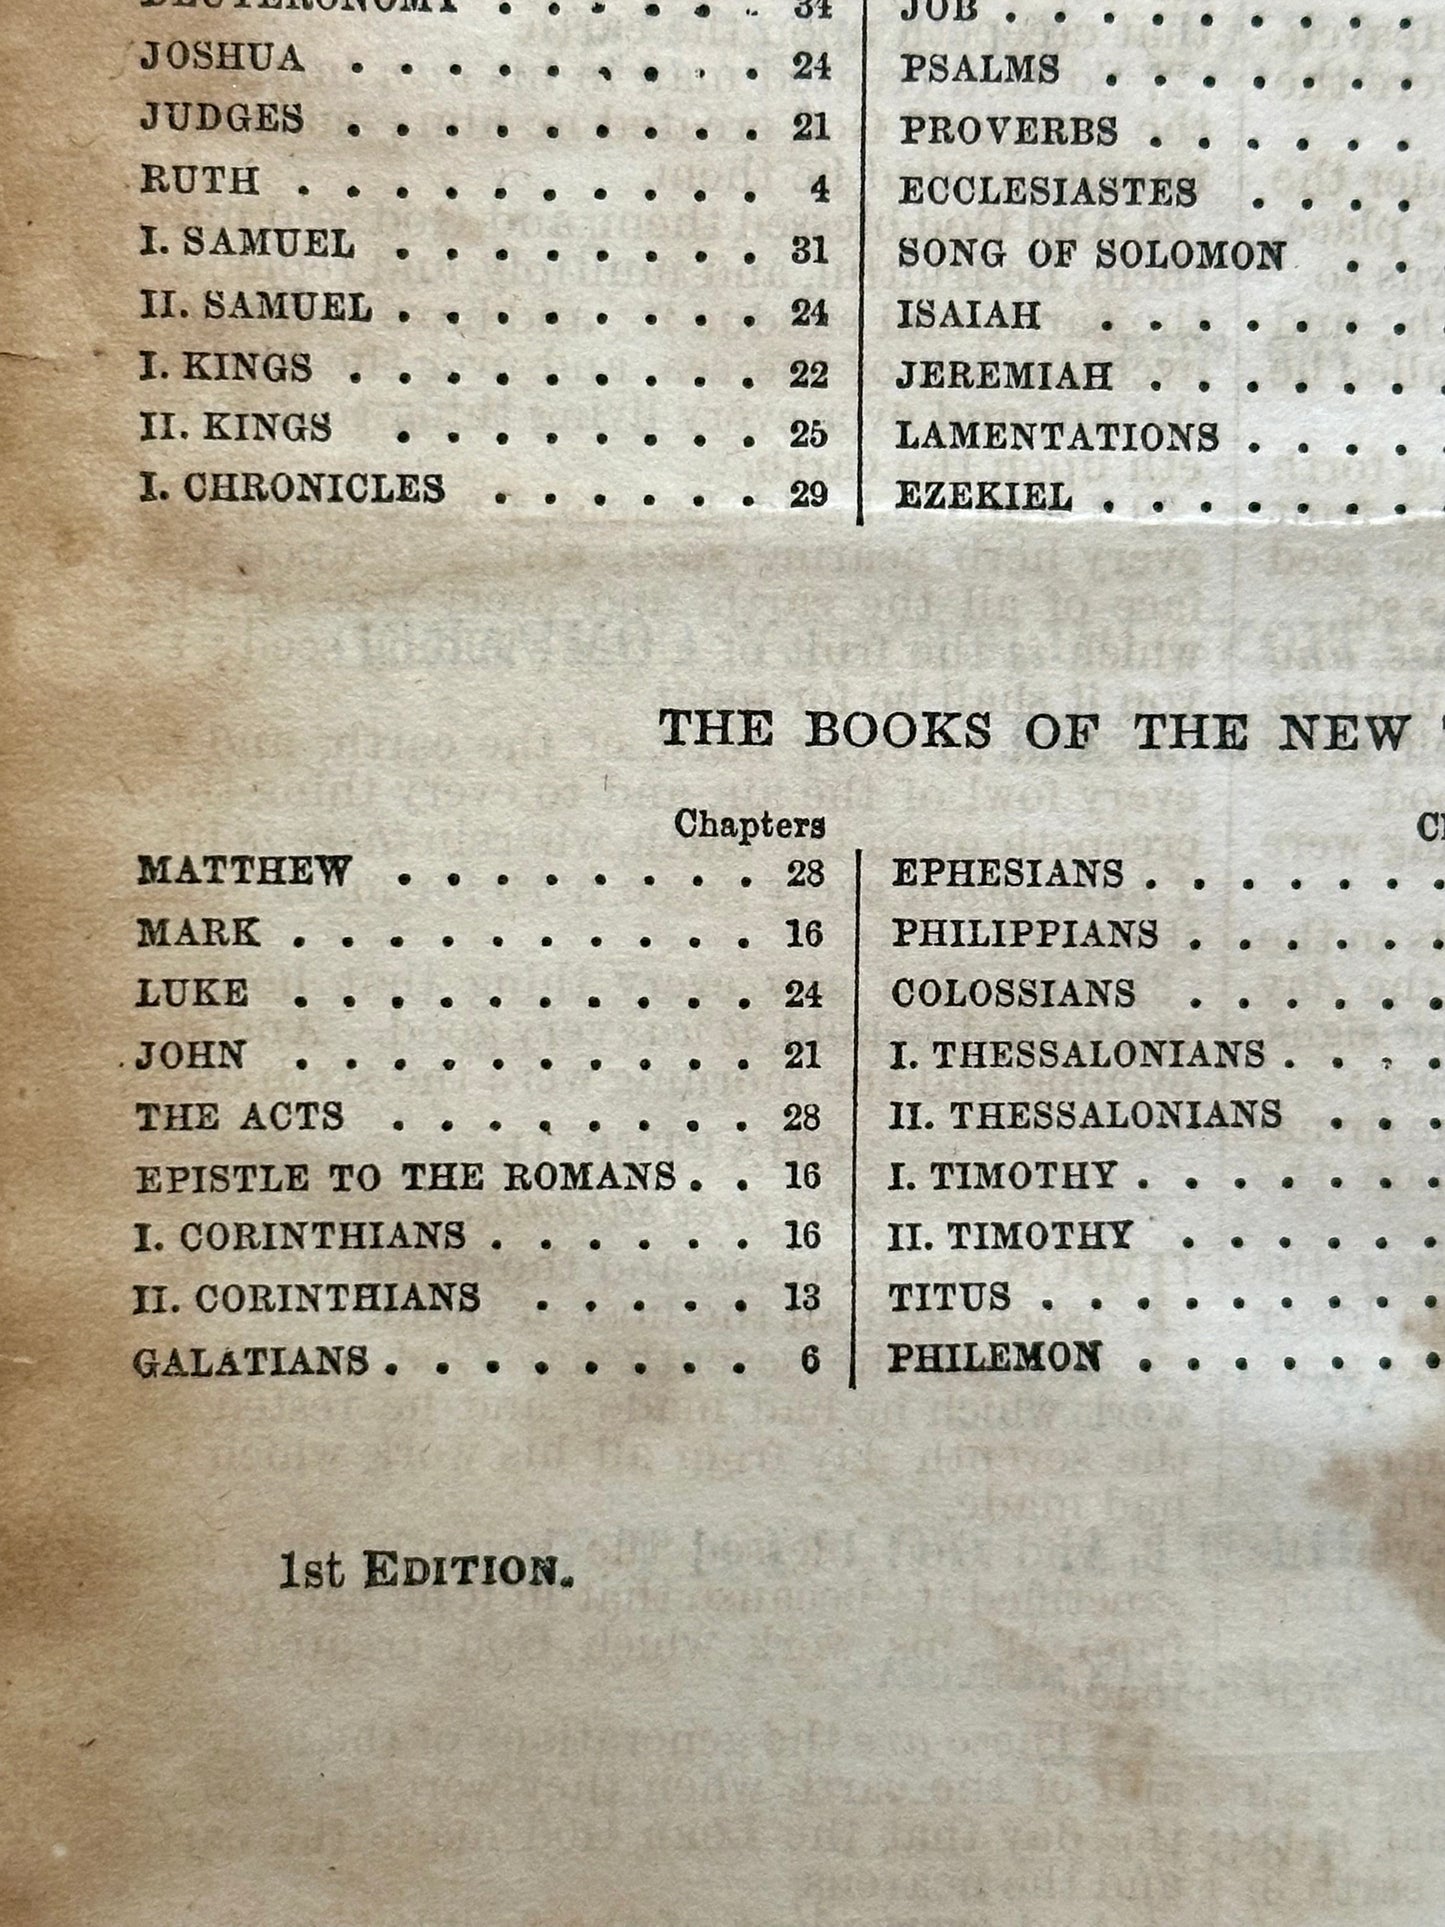 DEUTERONOMY . . . . . . 34
JOSHUA . . . . . . . . . 24
JUDGES . . . . . . . . . 21
RUTH . . . . . . . . . . 4
I. SAMUEL . . . . . . . . 31
II. SAMUEL . . . . . . . . 24
I. KINGS . . . . . . . . . 22
II. KINGS . . . . . . . . 25
I. CHRONICLES . . . . . . 29
JOB . . . . . . . . .
PSALMS . . . . . . .
PROVERBS . . . . . .
ECCLESIASTES . . . .
SONG OF SOLOMON . .
ISAIAH . . . . . . .
JEREMIAH . . . . . . .
LAMENTATIONS . . . .
EZEKIEL . . . . . . .
THE BOOKS OF THE NEW
Chapters
MATTHEW . . . . . . . . 28
MARK . . . . . . . . . . 16
LUKE . . . . . . . . . . 24
JOHN . . . . . . . . . . 21
THE ACTS . . . . . . . . 28
EPISTLE TO THE ROMANS . . 16
I. CORINTHIANS . . . . . . 16
II. CORINTHIANS . . . . . 13
GALATIANS . . . . . . . . 6
EPHESIANS . . . . . . .
PHILIPPIANS . . . . . .
COLOSSIANS . . . . . .
I. THESSALONIANS . . . .
II. THESSALONIANS . . .
I. TIMOTHY . . . . . . .
II. TIMOTHY . . . . . .
TITUS . . . . . . . . .
PHILEMON . . . . . . .
1st EDITION.